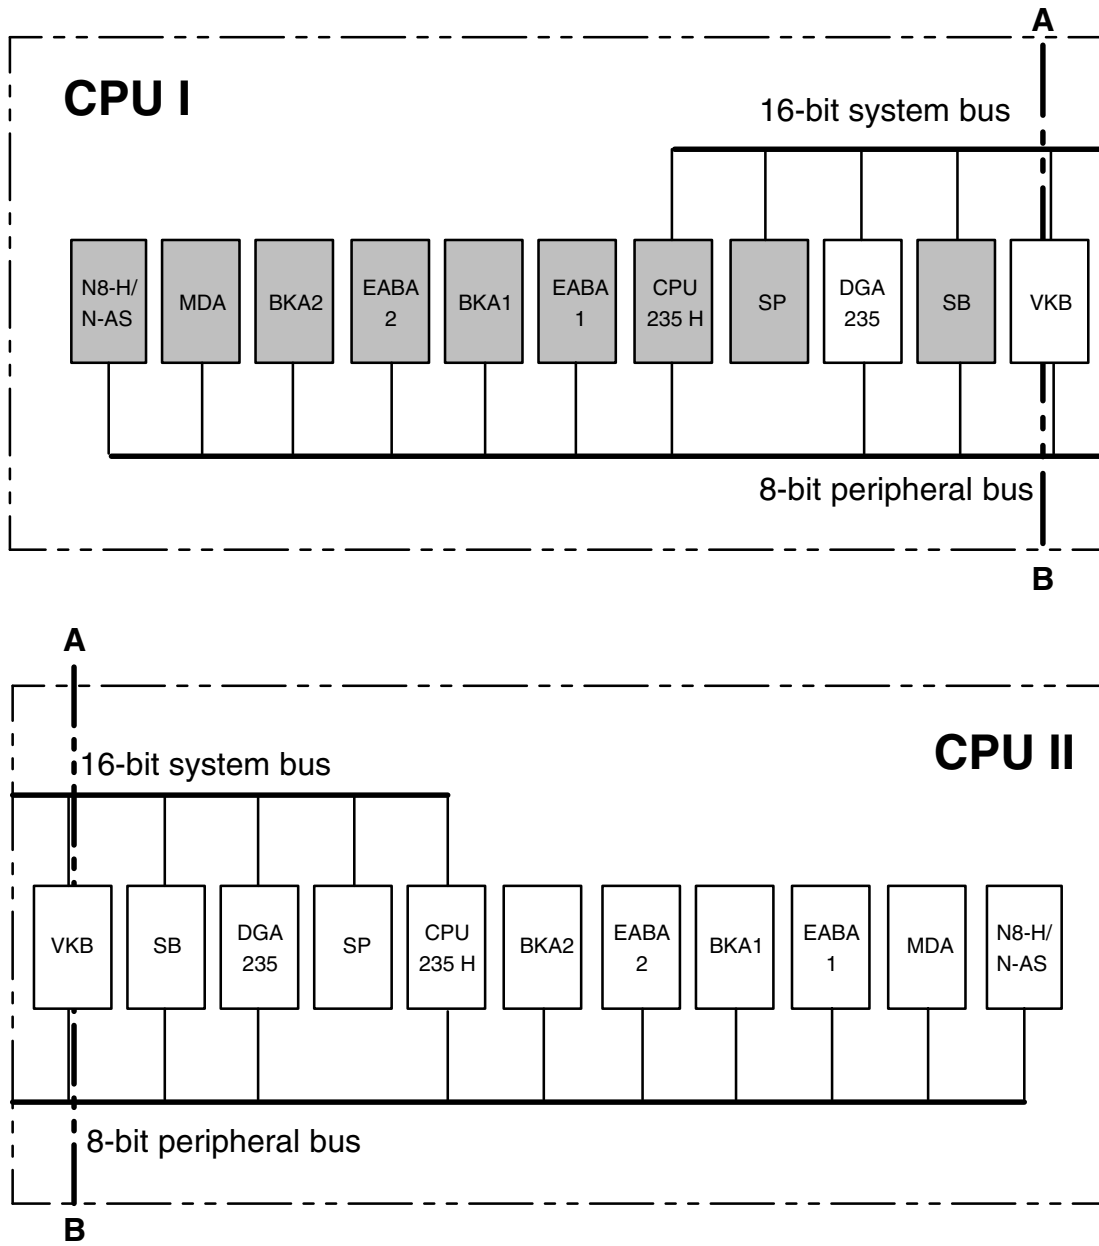 A
CPU I
16-bit system bus
N8-H/
N-AS
MDA
BKA2
EABA
2
BKA1
EABA
1
CPU
235 H
SP
DGA
235
SB
VKB
8-bit peripheral bus
B
A
CPU II
16-bit system bus
VKB
SB
DGA
235
SP
CPU
235 H
BKA2
EABA
2
BKA1
EABA
1
MDA
N8-H/
N-AS
8-bit peripheral bus
B